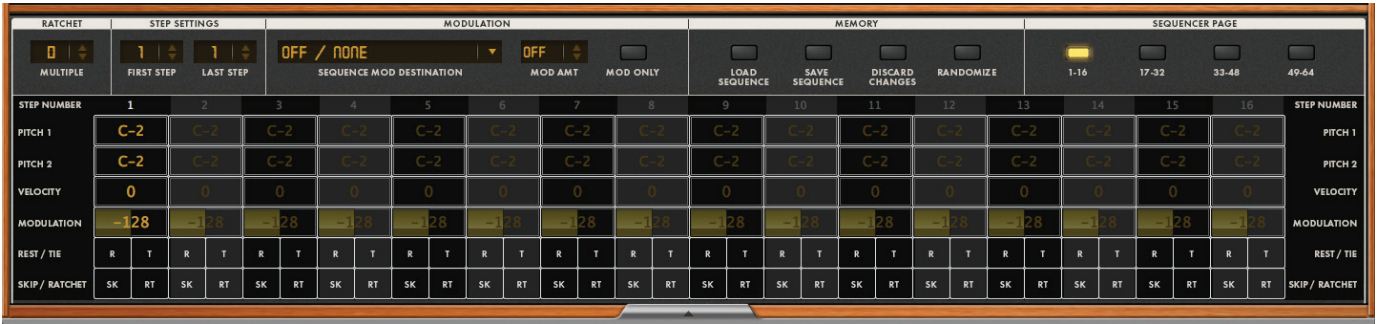 RATCHET STEP SETTINGS MODULATION MEMORY SEQUENCER PAGE
0 1 1 OFF / NONE OFF
MULTIPLE FIRST STEP LAST STEP SEQUENCE MOD DESTINATION MOD AMT MOD ONLY LOAD SEQUENCE SAVE SEQUENCE DISCARD CHANGES RANDOMIZE 1-16 17-32 33-48 49-64
STEP NUMBER 1 2 3 4 5 6 7 8 9 10 11 12 13 14 15 16 STEP NUMBER
PITCH 1 C-2 C-2 C-2 C-2 C-2 C-2 C-2 C-2 C-2 C-2 C-2 C-2 C-2 C-2 C-2 C-2 PITCH 1
PITCH 2 C-2 C-2 C-2 C-2 C-2 C-2 C-2 C-2 C-2 C-2 C-2 C-2 C-2 C-2 C-2 C-2 PITCH 2
VELOCITY 0 0 0 0 0 0 0 0 0 0 0 0 0 0 0 0 VELOCITY
MODULATION -128 -128 -128 -128 -128 -128 -128 -128 -128 -128 -128 -128 -128 -128 -128 -128 MODULATION
REST / TIE R T R T R T R T R T R T R T R T R T R T R T R T R T R T R T R T REST / TIE
SKIP / RATCHET SK RT SK RT SK RT SK RT SK RT SK RT SK RT SK RT SK RT SK RT SK RT SK RT SK RT SK RT SK RT SK RT SKIP / RATCHET